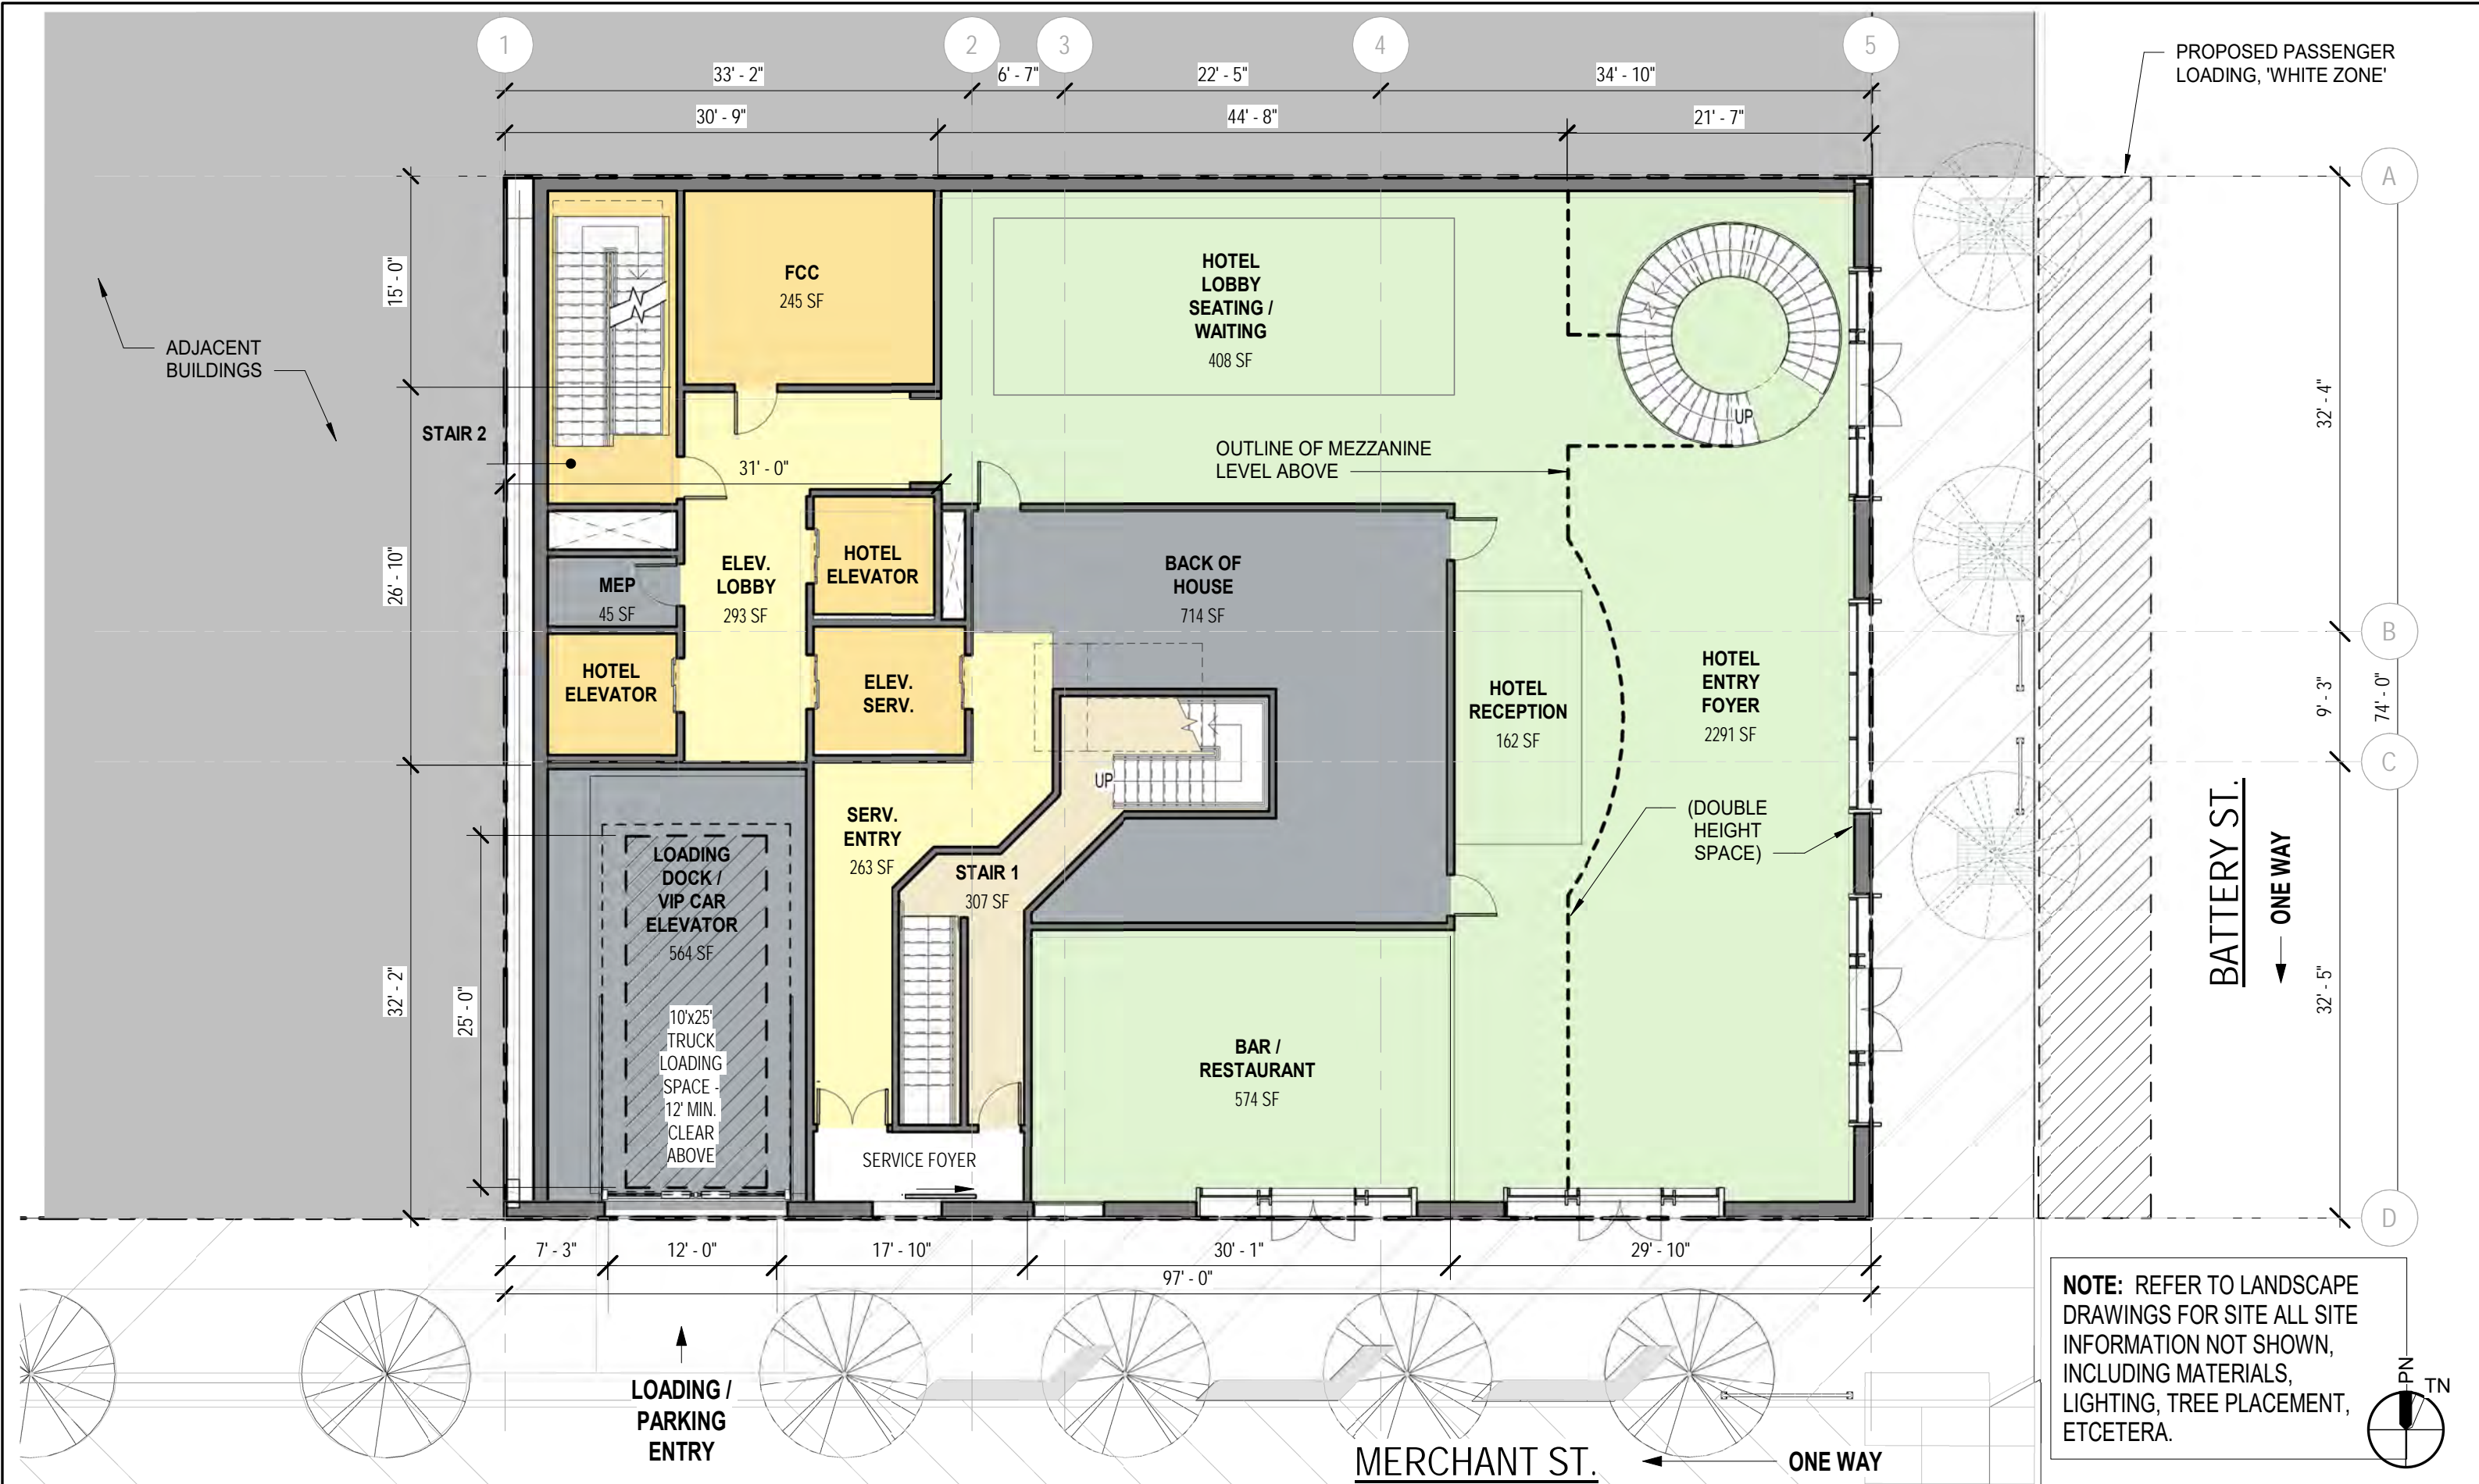 1
2
3
4
5
33' - 2"
6' - 7"
22' - 5"
34' - 10"
30' - 9"
44' - 8"
21' - 7"
PROPOSED PASSENGER
LOADING, 'WHITE ZONE'
A
B
C
D
15' - 0"
26' - 10"
32' - 2"
25' - 0"
ADJACENT
BUILDINGS
STAIR 2
FCC
245 SF
HOTEL
LOBBY
SEATING /
WAITING
408 SF
UP
OUTLINE OF MEZZANINE
LEVEL ABOVE
31' - 0"
MEP
45 SF
ELEV.
LOBBY
293 SF
HOTEL
ELEVATOR
BACK OF
HOUSE
714 SF
HOTEL
ELEVATOR
ELEV.
SERV.
HOTEL
RECEPTION
162 SF
HOTEL
ENTRY
FOYER
2291 SF
UP
(DOUBLE
HEIGHT
SPACE)
SERV.
ENTRY
263 SF
STAIR 1
307 SF
LOADING
DOCK /
VIP CAR
ELEVATOR
564 SF
10'x25'
TRUCK
LOADING
SPACE -
12' MIN.
CLEAR
ABOVE
BAR /
RESTAURANT
574 SF
SERVICE FOYER
32' - 4"
9' - 3"
74' - 0"
32' - 5"
BATTERY ST.
ONE WAY
7' - 3"
12' - 0"
17' - 10"
30' - 1"
29' - 10"
97' - 0"
LOADING /
PARKING
ENTRY
MERCHANT ST.
ONE WAY
NOTE: REFER TO LANDSCAPE
DRAWINGS FOR SITE ALL SITE
INFORMATION NOT SHOWN,
INCLUDING MATERIALS,
LIGHTING, TREE PLACEMENT,
ETCETERA.
PN
TN